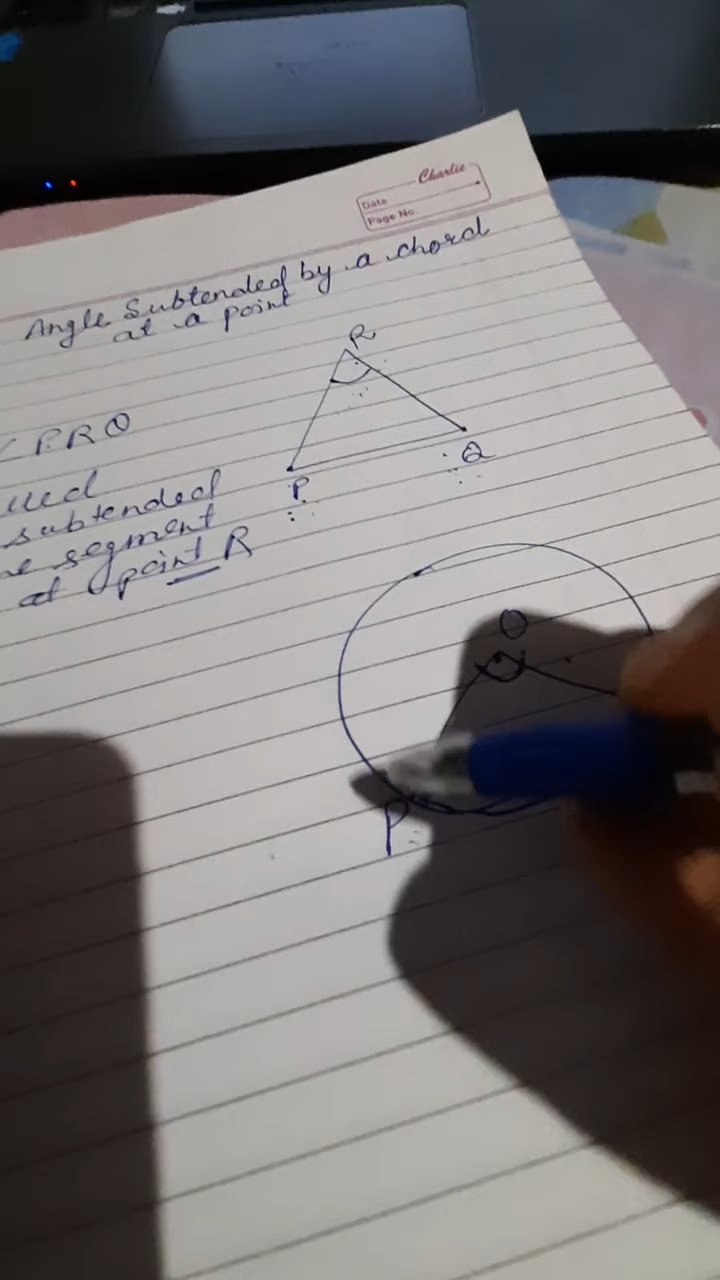 Charlie
Date
Page No.
Angle Subtended by a chord
at a point
R
P
Q
∠ PRQ
subtended
segment
at point R
O
P